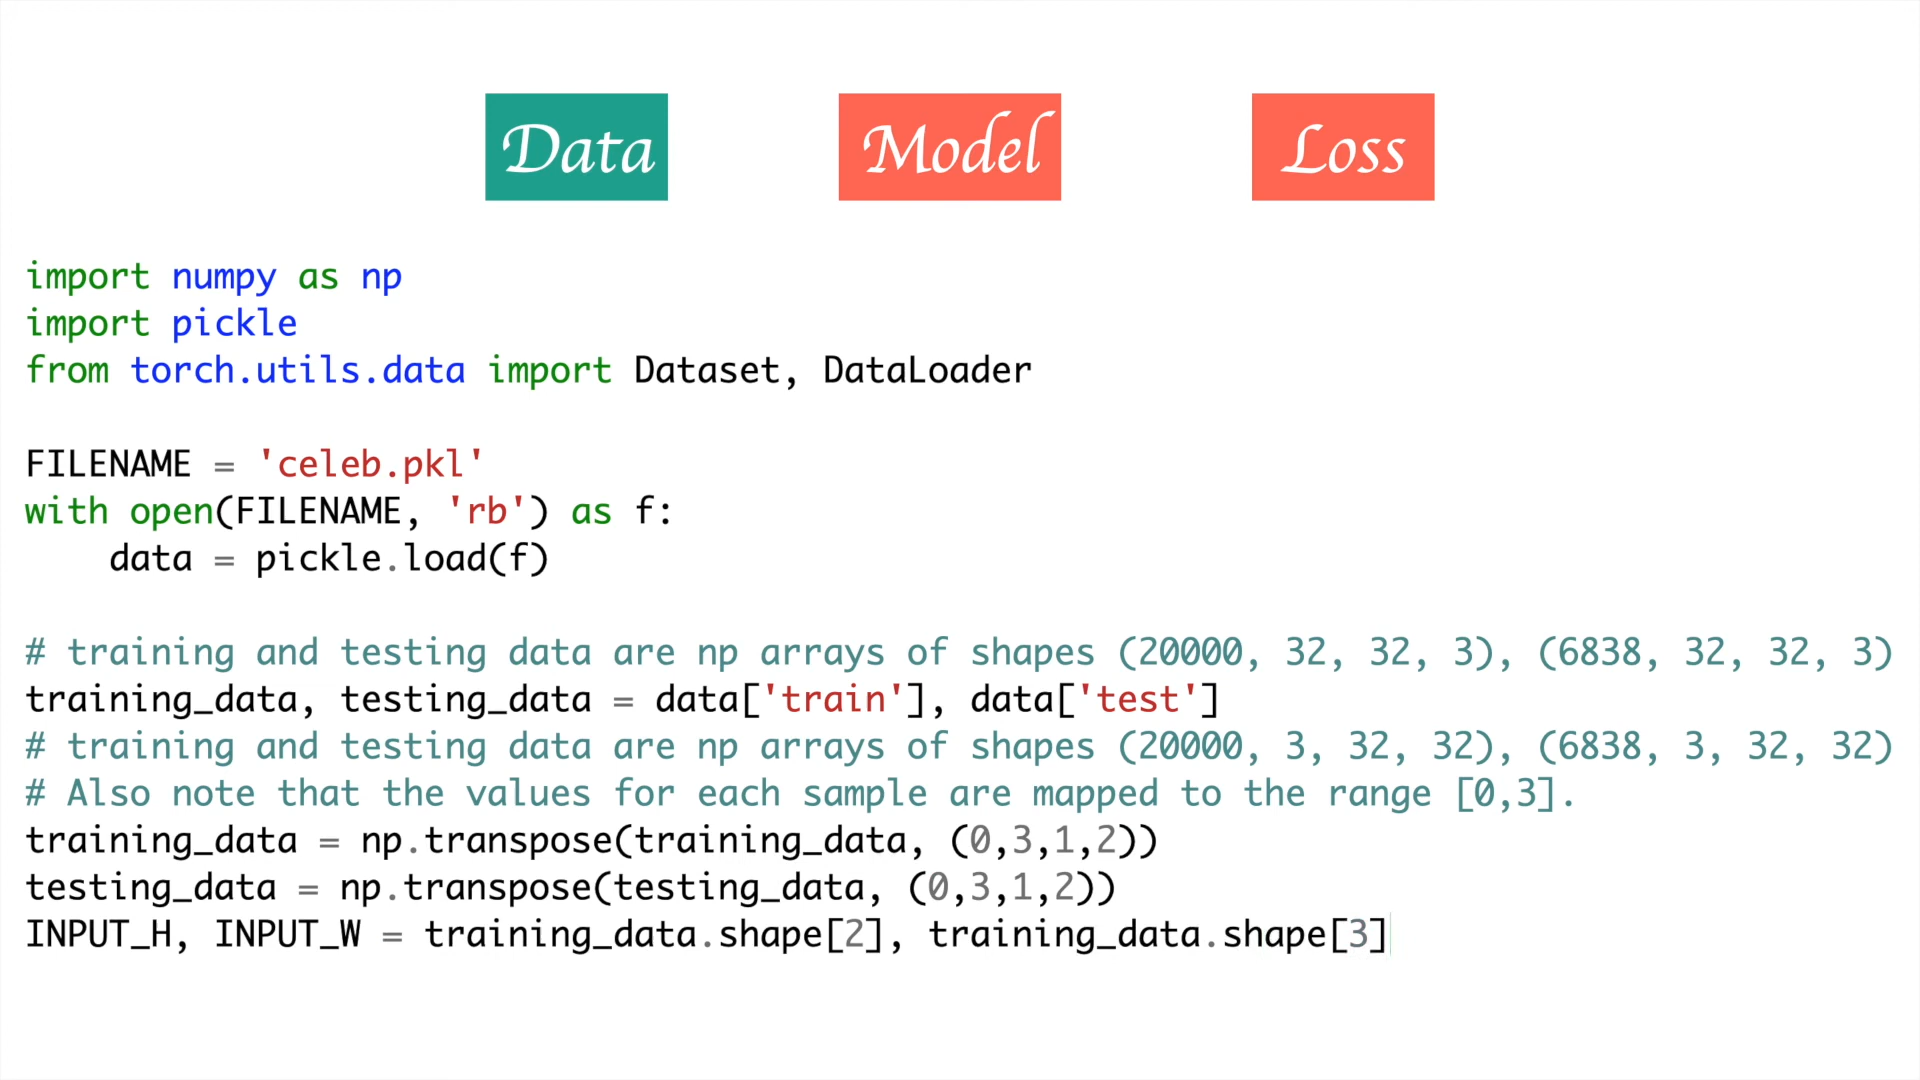 Data Model Loss
import numpy as np
import pickle
from torch.utils.data import Dataset, DataLoader
FILENAME = 'celeb.pkl'
with open(FILENAME, 'rb') as f:
    data = pickle.load(f)
# training and testing data are np arrays of shapes (20000, 32, 32, 3), (6838, 32, 32, 3)
training_data, testing_data = data['train'], data['test']
# training and testing data are np arrays of shapes (20000, 3, 32, 32), (6838, 3, 32, 32)
# Also note that the values for each sample are mapped to the range [0,3].
training_data = np.transpose(training_data, (0,3,1,2))
testing_data = np.transpose(testing_data, (0,3,1,2))
INPUT_H, INPUT_W = training_data.shape[2], training_data.shape[3]